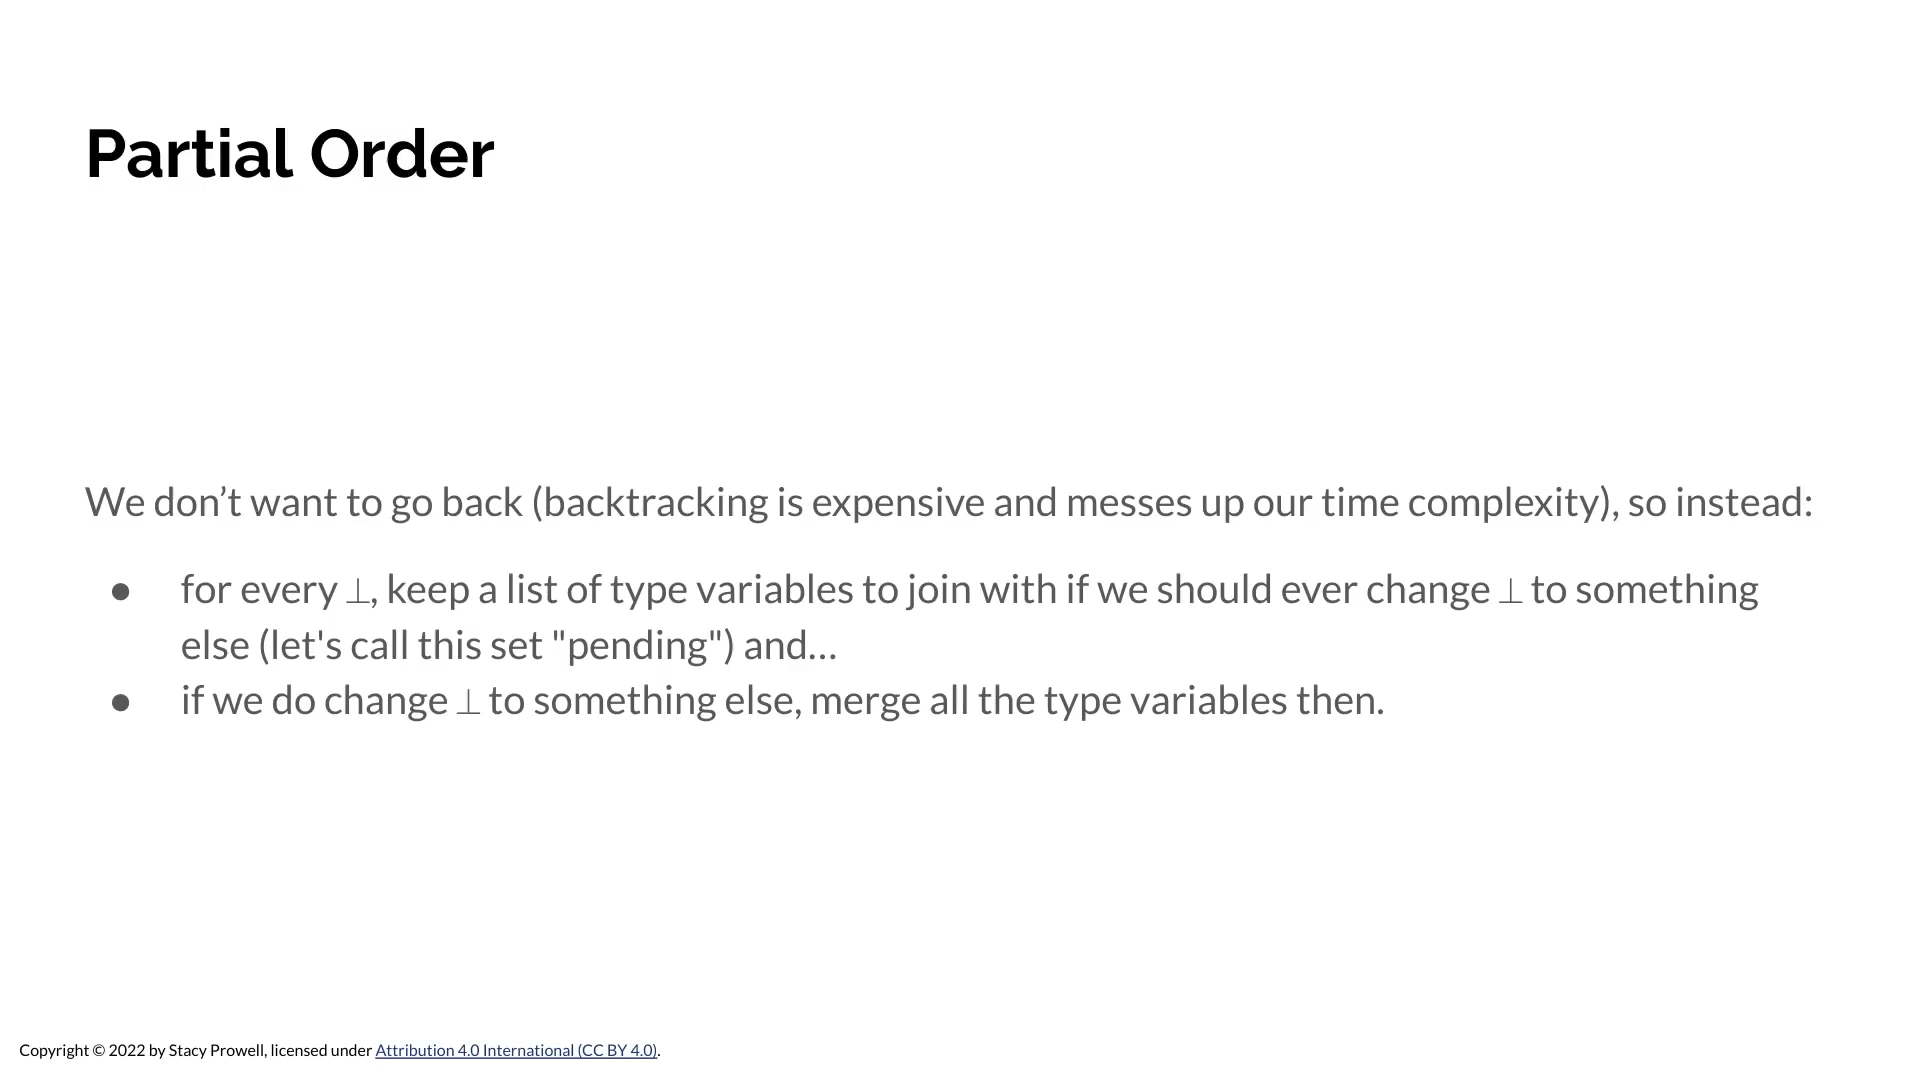 Partial Order
We don’t want to go back (backtracking is expensive and messes up our time complexity), so instead:
● for every ⊥, keep a list of type variables to join with if we should ever change ⊥ to something
else (let's call this set "pending") and…
● if we do change ⊥ to something else, merge all the type variables then.
Copyright © 2022 by Stacy Prowell, licensed under Attribution 4.0 International (CC BY 4.0).